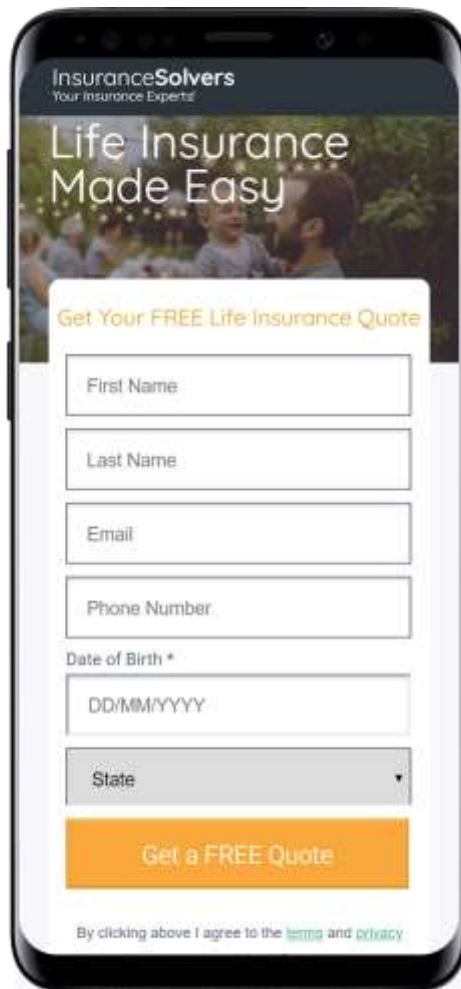 InsuranceSolvers
Your Insurance Experts!
Life Insurance
Made Easy
Get Your FREE Life Insurance Quote
First Name
Last Name
Email
Phone Number
Date of Birth *
DD/MM/YYYY
State
Get a FREE Quote
By clicking above I agree to the terms and privacy